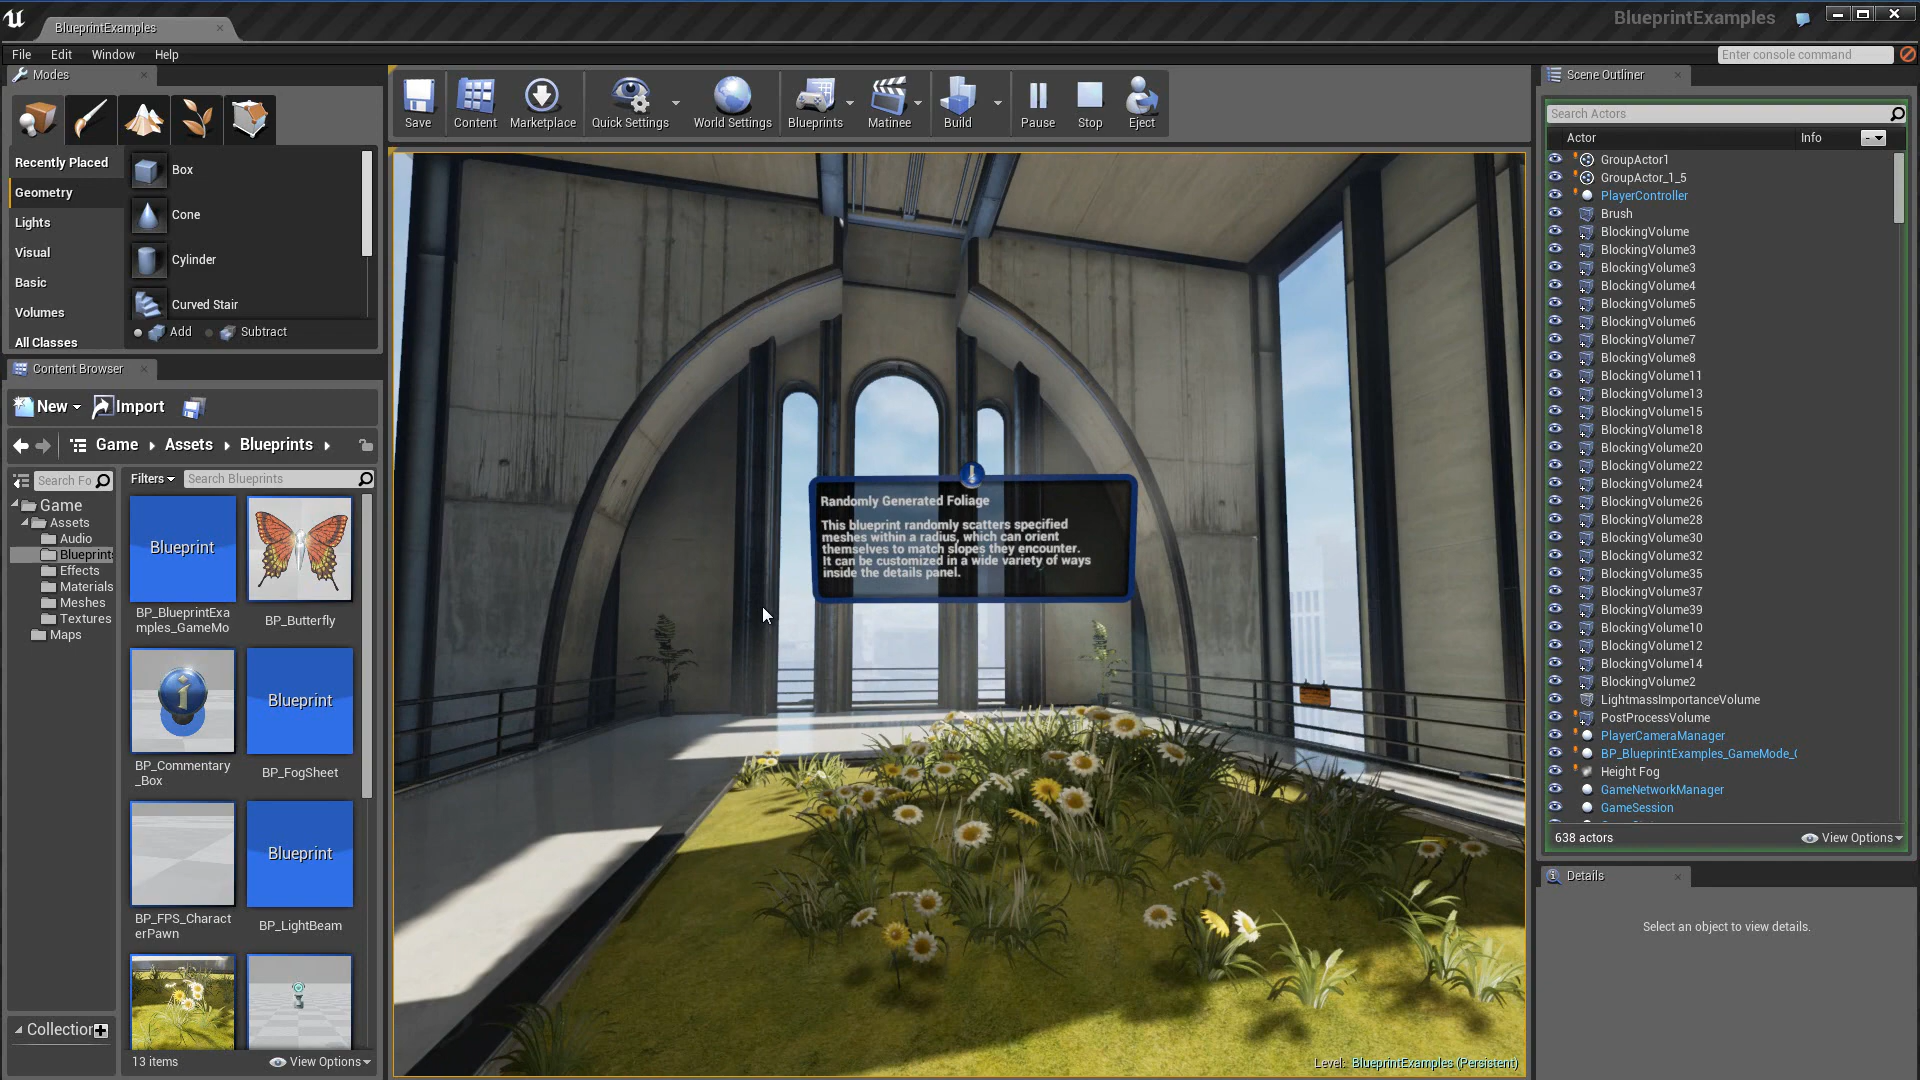 BlueprintExamples
BlueprintExamples
File Edit Window Help
Enter console command
Modes
Recently Placed
Geometry
Lights
Visual
Basic
Volumes
All Classes
Box
Cone
Cylinder
Curved Stair
Add Subtract
Content Browser
New Import
Game Assets Blueprints
Search Fo
Filters Search Blueprints
Game
Assets
Audio
Blueprints
Effects
Materials
Meshes
Textures
Maps
Collection
Blueprint
BP_BlueprintExa
mples_GameMo
BP_Butterfly
BP_Commentary
_Box
Blueprint
BP_FogSheet
BP_FPS_Charact
erPawn
Blueprint
BP_LightBeam
13 items View Options
Save Content Marketplace Quick Settings World Settings Blueprints Matinee Build Pause Stop Eject
Randomly Generated Foliage
This blueprint randomly scatters specified
meshes within a radius, which can orient
themselves to match slopes they encounter.
It can be customized in a wide variety of ways
inside the details panel.
Level: BlueprintExamples (Persistent)
Scene Outliner
Search Actors
Actor Info
GroupActor1
GroupActor_1_5
PlayerController
Brush
BlockingVolume
BlockingVolume3
BlockingVolume3
BlockingVolume4
BlockingVolume5
BlockingVolume6
BlockingVolume7
BlockingVolume8
BlockingVolume11
BlockingVolume13
BlockingVolume15
BlockingVolume18
BlockingVolume20
BlockingVolume22
BlockingVolume24
BlockingVolume26
BlockingVolume28
BlockingVolume30
BlockingVolume32
BlockingVolume35
BlockingVolume37
BlockingVolume39
BlockingVolume10
BlockingVolume12
BlockingVolume14
BlockingVolume2
LightmassImportanceVolume
PostProcessVolume
PlayerCameraManager
BP_BlueprintExamples_GameMode_
Height Fog
GameNetworkManager
GameSession
638 actors View Options
Details
Select an object to view details.